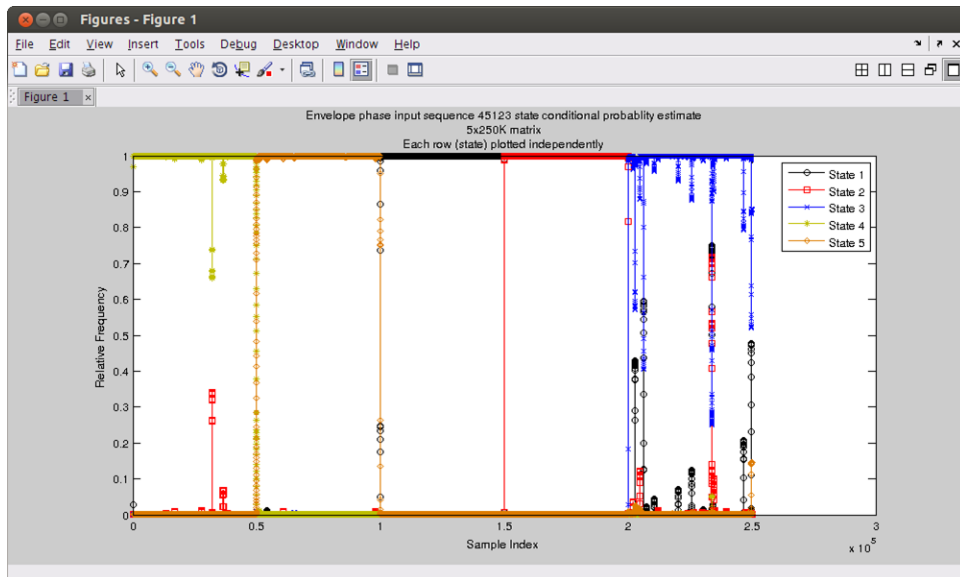 Figures - Figure 1
File Edit View Insert Tools Debug Desktop Window Help
Figure 1 ×
Envelope phase input sequence 45123 state conditional probablity estimate
5x250K matrix
Each row (state) plotted independently
1
0.9
0.8
0.7
0.6
0.5
0.4
0.3
0.2
0.1
0
Relative Frequency
State 1
State 2
State 3
State 4
State 5
0 0.5 1 1.5 2 2.5 3
Sample Index
x 10^5